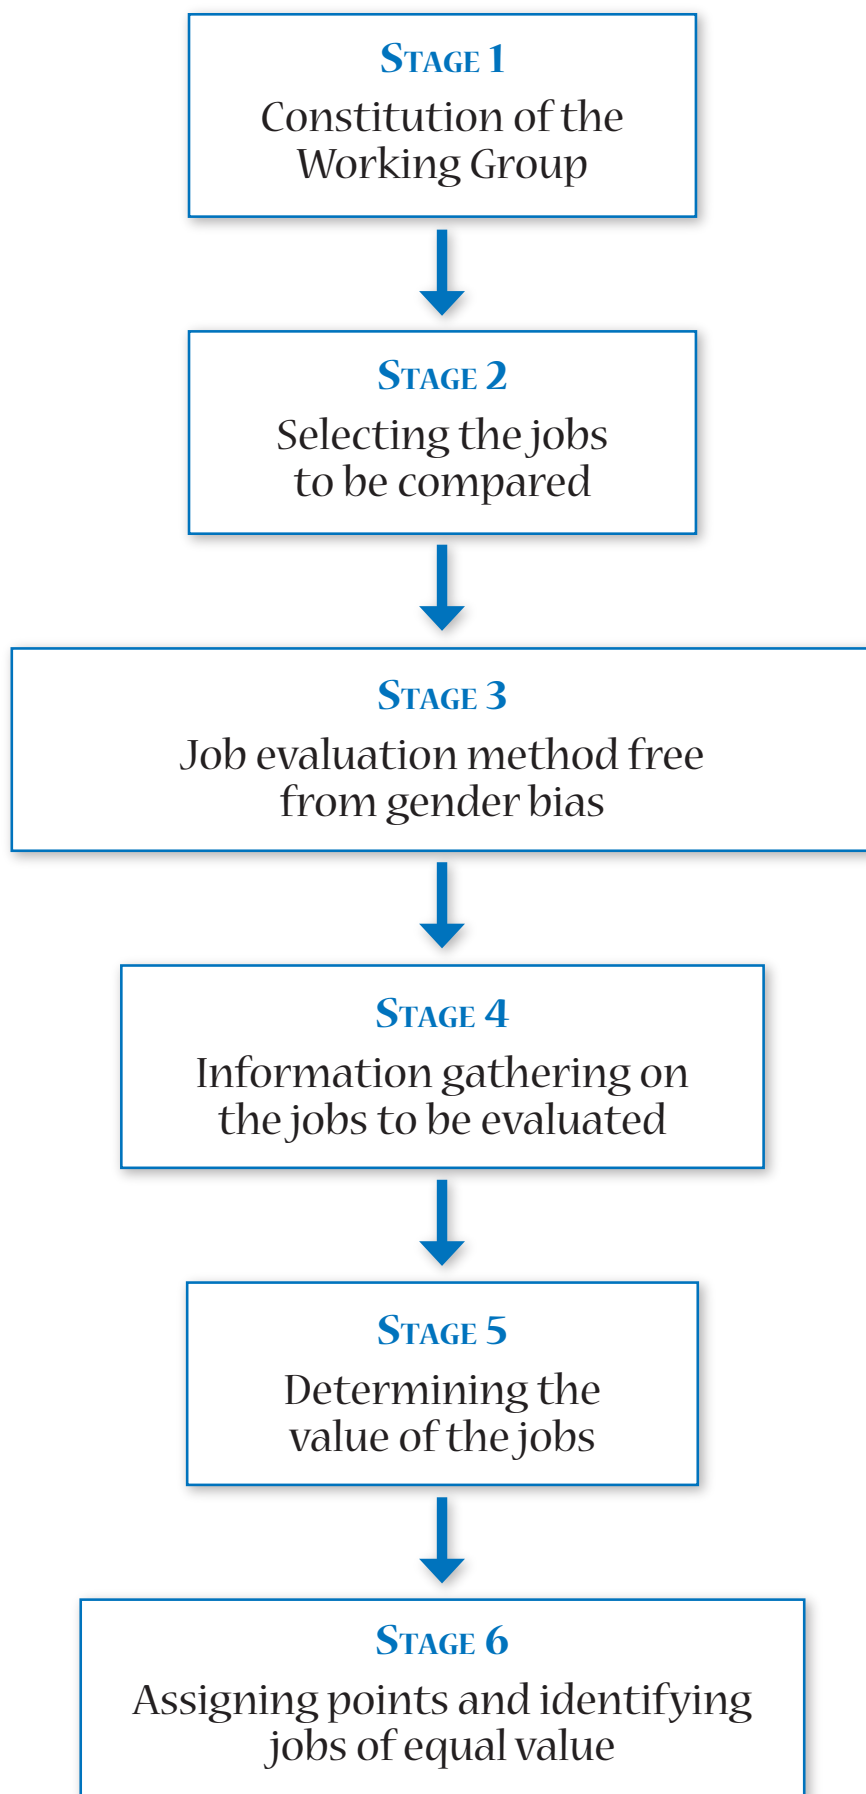 Stage 1
Constitution of the
Working Group
Stage 2
Selecting the jobs
to be compared
Stage 3
Job evaluation method free
from gender bias
Stage 4
Information gathering on
the jobs to be evaluated
Stage 5
Determining the
value of the jobs
Stage 6
Assigning points and identifying
jobs of equal value